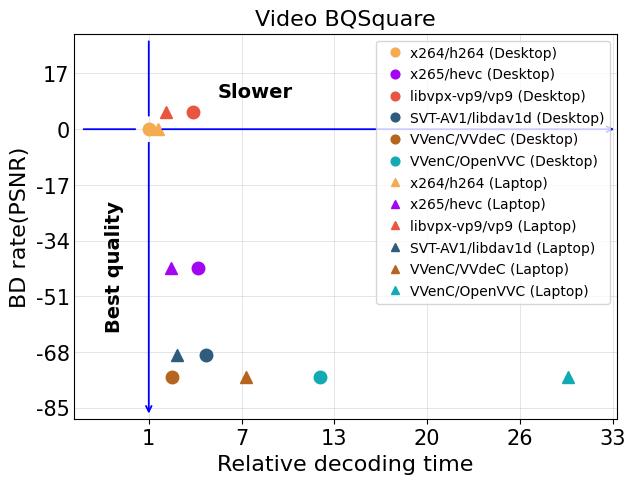 Video BQSquare
BD rate(PSNR)
17
0
-17
-34
-51
-68
-85
Slower
Best quality
x264/h264 (Desktop)
x265/hevc (Desktop)
libvpx-vp9/vp9 (Desktop)
SVT-AV1/libdav1d (Desktop)
VVenC/VVdeC (Desktop)
VVenC/OpenVVC (Desktop)
x264/h264 (Laptop)
x265/hevc (Laptop)
libvpx-vp9/vp9 (Laptop)
SVT-AV1/libdav1d (Laptop)
VVenC/VVdeC (Laptop)
VVenC/OpenVVC (Laptop)
1 7 13 20 26 33
Relative decoding time